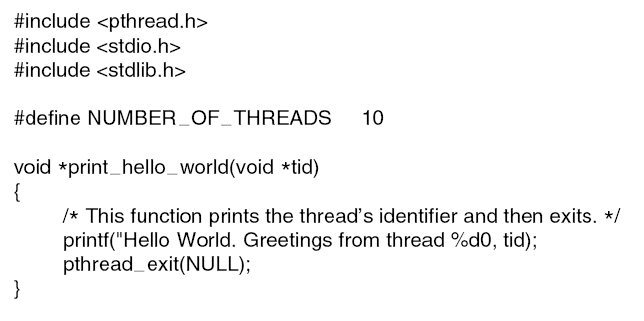 #include <pthread.h>
#include <stdio.h>
#include <stdlib.h>
#define NUMBER_OF_THREADS 10
void *print_hello_world(void *tid)
{
/* This function prints the thread’s identifier and then exits. */
printf("Hello World. Greetings from thread %d0, tid);
pthread_exit(NULL);
}